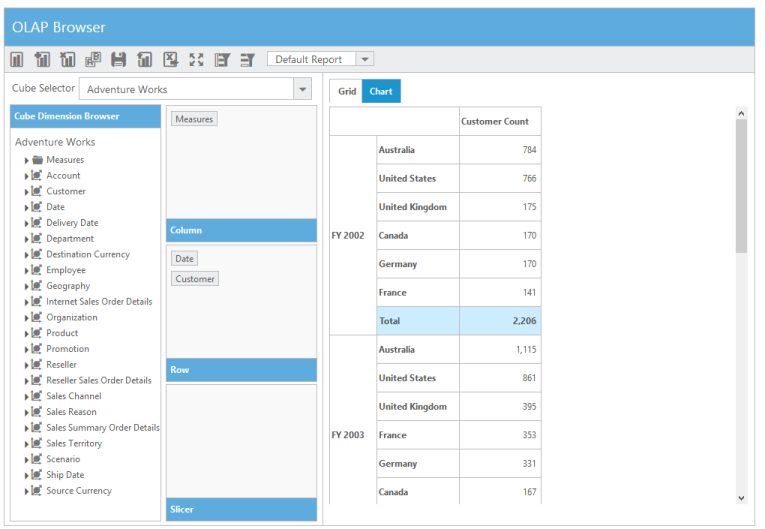 OLAP Browser
Default Report
Cube Selector Adventure Works
Cube Dimension Browser
Adventure Works
Measures
Account
Customer
Date
Delivery Date
Department
Destination Currency
Employee
Geography
Internet Sales Order Details
Organization
Product
Promotion
Reseller
Reseller Sales Order Details
Sales Channel
Sales Reason
Sales Summary Order Details
Sales Territory
Scenario
Ship Date
Source Currency
Measures
Column
Date
Customer
Row
Slicer
Grid Chart
Customer Count
FY 2002
Australia 784
United States 766
United Kingdom 175
Canada 170
Germany 170
France 141
Total 2,206
FY 2003
Australia 1,115
United States 861
United Kingdom 395
France 353
Germany 331
Canada 167